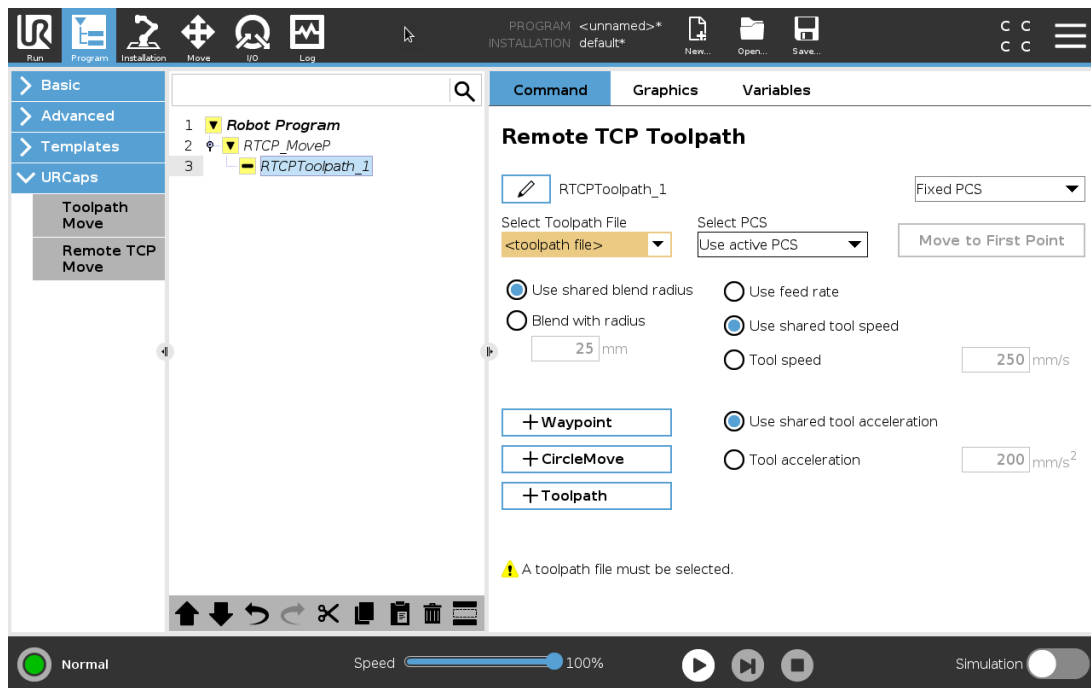 UR
Run
Program
Installation
Move
I/O
Log
PROGRAM <unnamed>*
INSTALLATION default*
New...
Open...
Save...
C C
C C
Basic
Advanced
Templates
URCaps
Toolpath
Move
Remote TCP
Move
1 Robot Program
2 RTCP_MoveP
3 RTCPToolpath_1
Command Graphics Variables
Remote TCP Toolpath
RTCPToolpath_1
Fixed PCS
Select Toolpath File
Select PCS
<toolpath file>
Use active PCS
Move to First Point
Use shared blend radius
Use feed rate
Blend with radius
Use shared tool speed
25 mm
Tool speed
250 mm/s
+Waypoint
Use shared tool acceleration
+CircleMove
Tool acceleration
200 mm/s²
+Toolpath
A toolpath file must be selected.
Normal
Speed
100%
Simulation